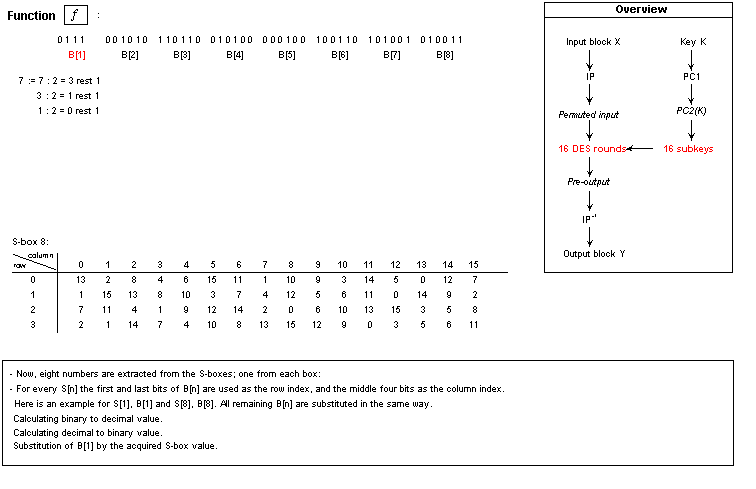 Function f :
0 1 1 1 0 0 1 0 1 0 1 1 0 1 1 0 0 1 0 1 0 0 0 0 0 1 0 0 1 0 0 1 1 0 1 0 1 0 0 1 0 1 0 0 1 1
B[1] B[2] B[3] B[4] B[5] B[6] B[7] B[8]
7 := 7 : 2 = 3 rest 1
3 : 2 = 1 rest 1
1 : 2 = 0 rest 1
S-box 8:
column
row 0 1 2 3 4 5 6 7 8 9 10 11 12 13 14 15
0 13 2 8 4 6 15 11 1 10 9 3 14 5 0 12 7
1 1 15 13 8 10 3 7 4 12 5 6 11 0 14 9 2
2 7 11 4 1 9 12 14 2 0 6 10 13 15 3 5 8
3 2 1 14 7 4 10 8 13 15 12 9 0 3 5 6 11
Overview
Input block X Key K
IP PC1
Permuted input PC2(K)
16 DES rounds 16 subkeys
Pre-output
IP⁻¹
Output block Y
- Now, eight numbers are extracted from the S-boxes; one from each box:
- For every S[n] the first and last bits of B[n] are used as the row index, and the middle four bits as the column index.
Here is an example for S[1], B[1] and S[8], B[8]. All remaining B[n] are substituted in the same way.
Calculating binary to decimal value.
Calculating decimal to binary value.
Substitution of B[1] by the acquired S-box value.